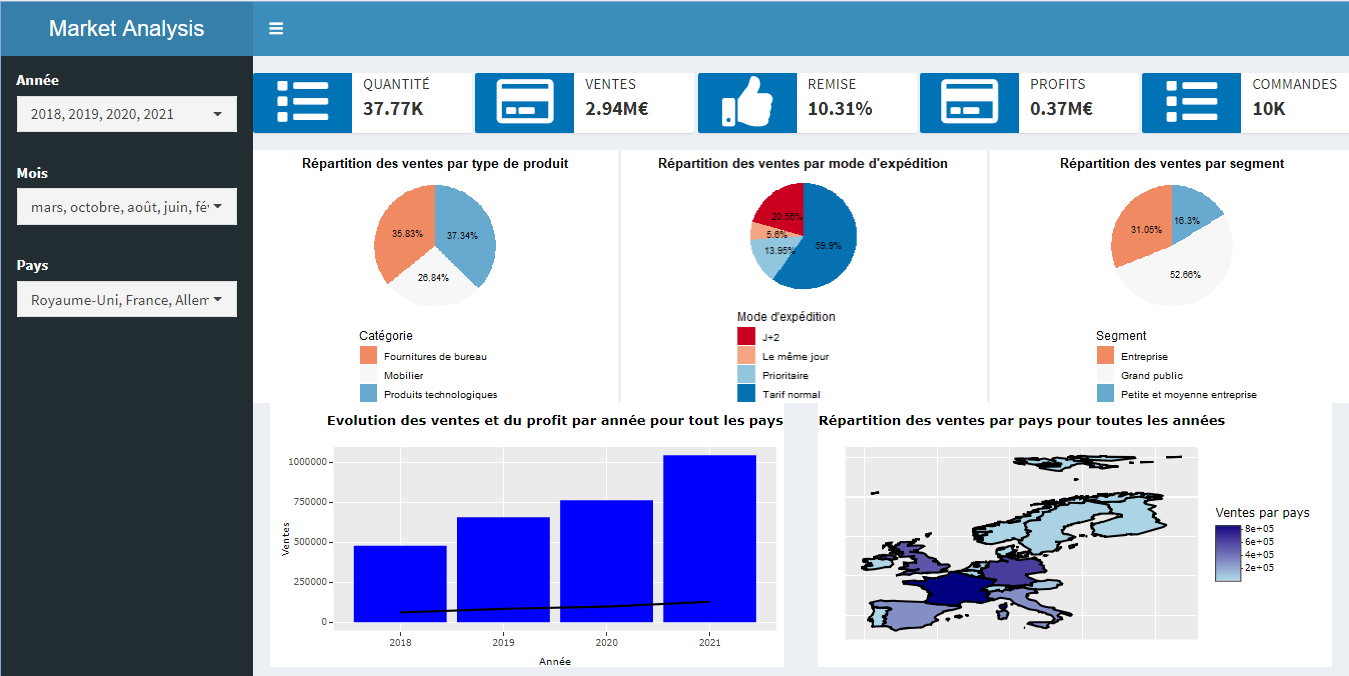 Market Analysis
Année
2018, 2019, 2020, 2021
Mois
mars, octobre, août, juin, fév
Pays
Royaume-Uni, France, Allem
QUANTITÉ
37.77K
VENTES
2.94M€
REMISE
10.31%
PROFITS
0.37M€
COMMANDES
10K
Répartition des ventes par type de produit
35.83%
37.34%
26.84%
Catégorie
Fournitures de bureau
Mobilier
Produits technologiques
Répartition des ventes par mode d'expédition
20.56%
5.6%
13.95%
59.9%
Mode d'expédition
J+2
Le même jour
Prioritaire
Tarif normal
Répartition des ventes par segment
16.3%
31.05%
52.66%
Segment
Entreprise
Grand public
Petite et moyenne entreprise
Evolution des ventes et du profit par année pour tout les pays
1000000
750000
500000
250000
0
Ventes
2018
2019
2020
2021
Année
Répartition des ventes par pays pour toutes les années
Ventes par pays
8e+05
6e+05
4e+05
2e+05